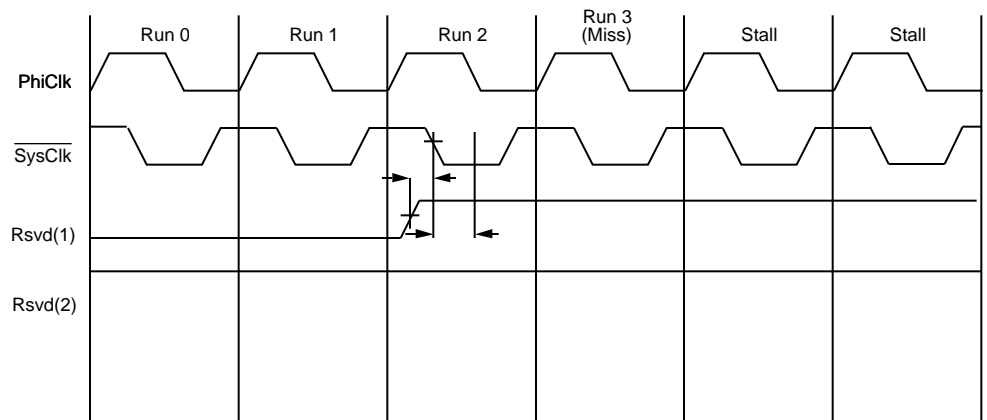 Run 0
Run 1
Run 2
Run 3
(Miss)
Stall
Stall
PhiClk
SysClk
Rsvd(1)
Rsvd(2)